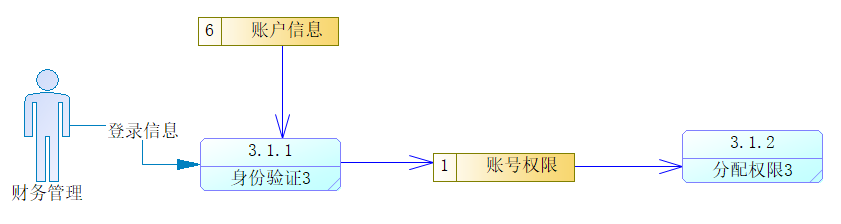 6 账户信息
登录信息
财务管理
3.1.1
身份验证3
1 账号权限
3.1.2
分配权限3